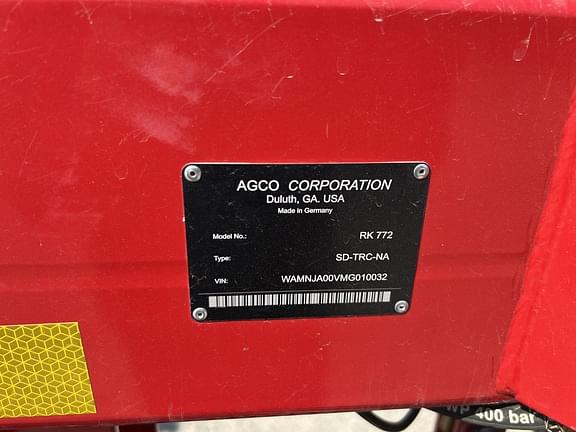 AGCO CORPORATION
Duluth, GA. USA
Made in Germany
Model No.: RK 772
Type: SD-TRC-NA
VIN: WAMNJA00VMG010032
wp 400 bar